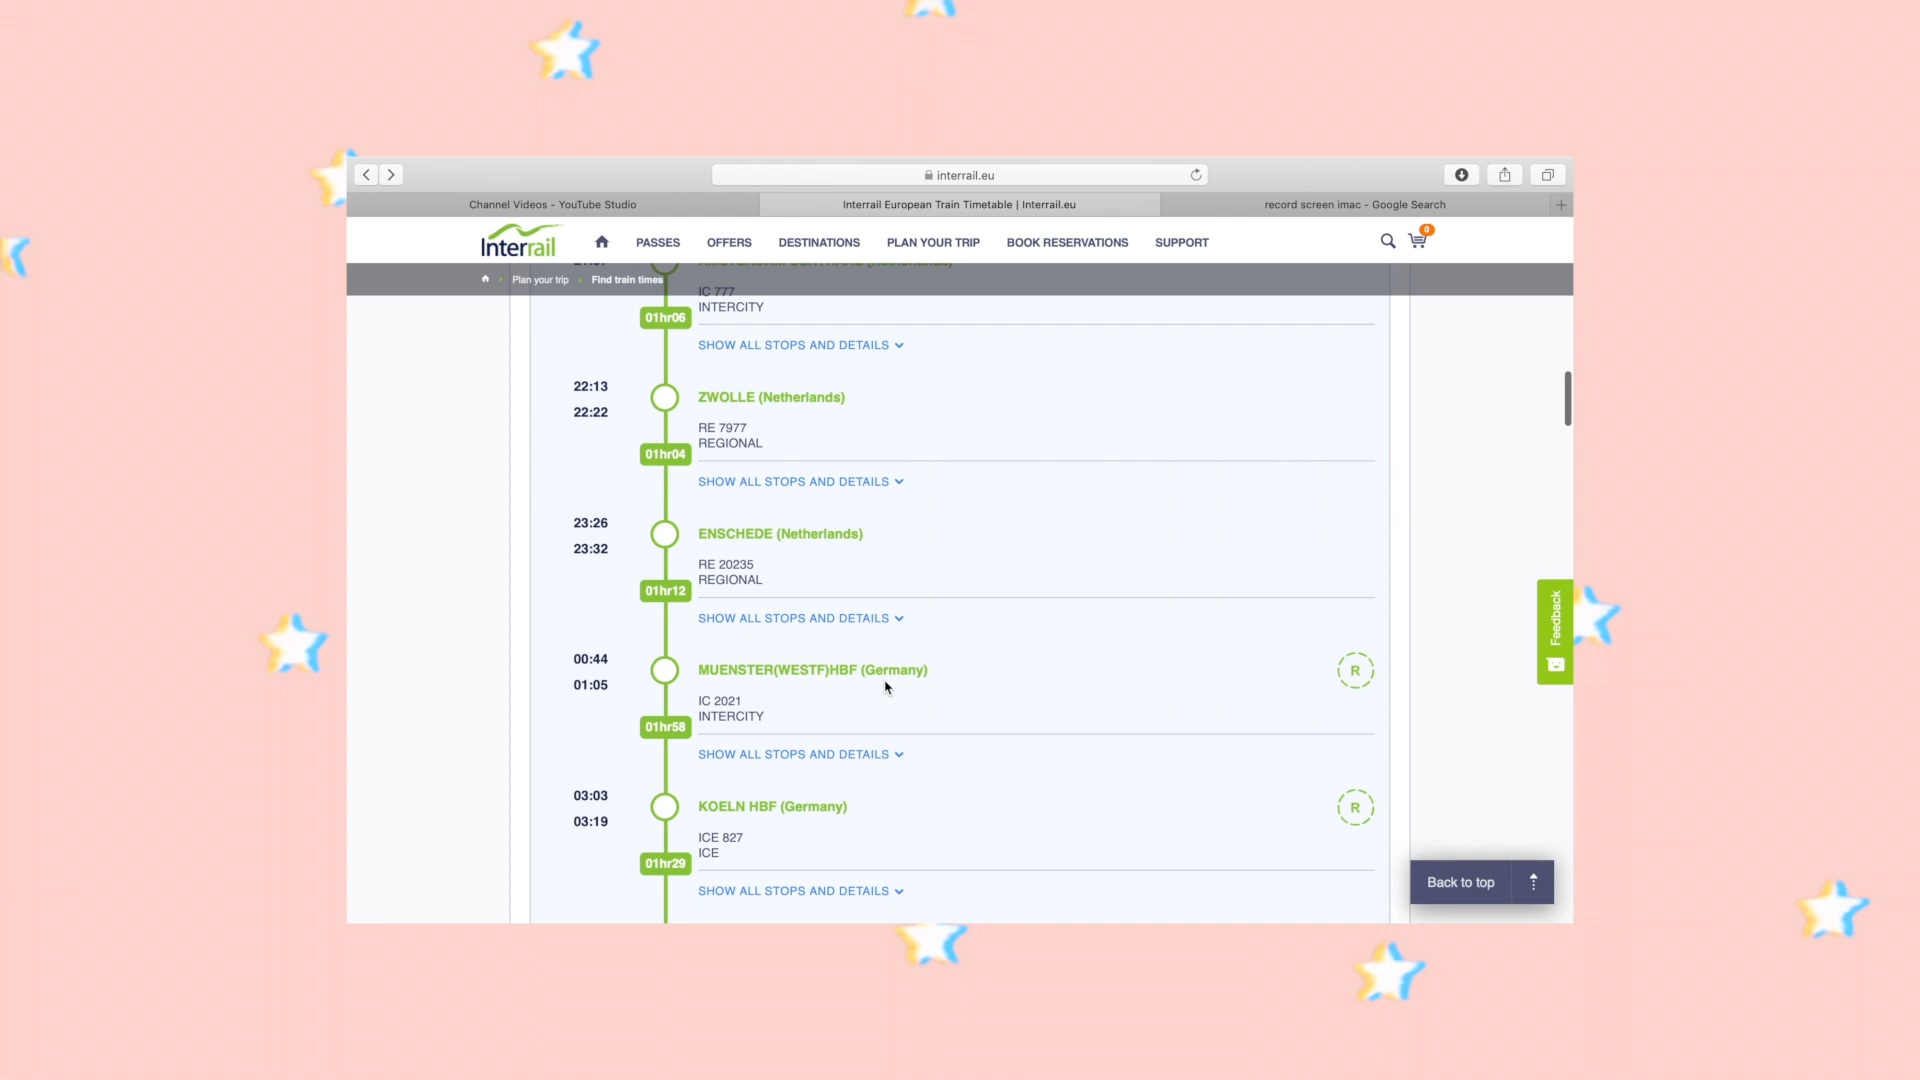 interrail.eu
Channel Videos - YouTube Studio
Interrail European Train Timetable | Interrail.eu
record screen imac - Google Search
Interrail
PASSES
OFFERS
DESTINATIONS
PLAN YOUR TRIP
BOOK RESERVATIONS
SUPPORT
0
Plan your trip
Find train times
IC 777
INTERCITY
01hr06
SHOW ALL STOPS AND DETAILS
22:13
22:22
ZWOLLE (Netherlands)
RE 7977
REGIONAL
01hr04
SHOW ALL STOPS AND DETAILS
23:26
23:32
ENSCHEDE (Netherlands)
RE 20235
REGIONAL
01hr12
SHOW ALL STOPS AND DETAILS
00:44
01:05
MUENSTER(WESTF)HBF (Germany)
R
IC 2021
INTERCITY
01hr58
SHOW ALL STOPS AND DETAILS
03:03
03:19
KOELN HBF (Germany)
R
ICE 827
ICE
01hr29
SHOW ALL STOPS AND DETAILS
Feedback
Back to top